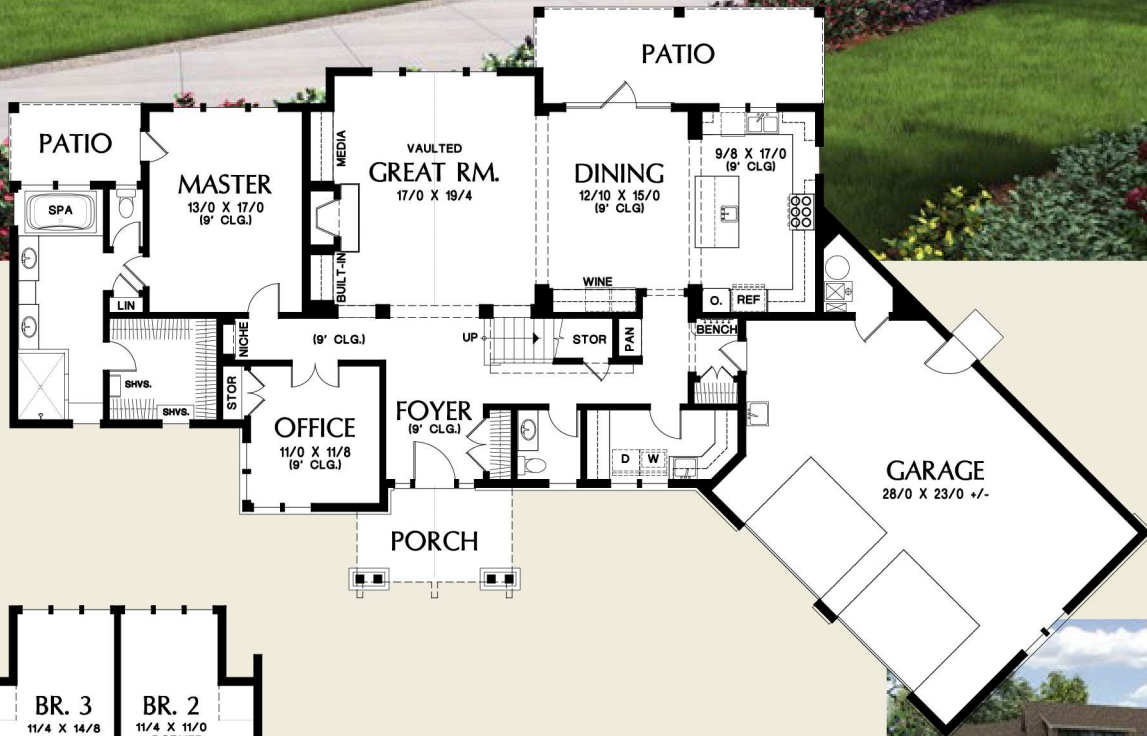 PATIO
PATIO
MASTER
13/0 X 17/0
(9' CLG.)
SPA
LIN
MEDIA
BUILT-IN
VAULTED
GREAT RM.
17/0 X 19/4
DINING
12/10 X 15/0
(9' CLG)
WINE
9/8 X 17/0
(9' CLG)
O.
REF
NICHE
(9' CLG.)
UP
STOR
PAN
BENCH
SHVS.
SHVS.
STOR
OFFICE
11/0 X 11/8
(9' CLG.)
FOYER
(9' CLG.)
D
W
GARAGE
28/0 X 23/0 +/-
PORCH
BR. 3
11/4 X 14/8
BR. 2
11/4 X 11/0